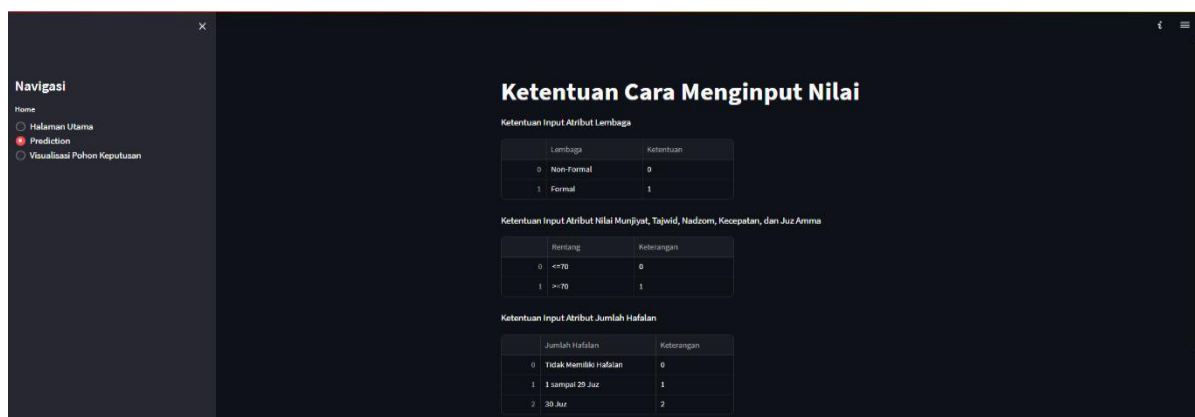 Navigasi
Home
Halaman Utama
Prediction
Visualisasi Pohon Keputusan
Ketentuan Cara Menginput Nilai
Ketentuan Input Atribut Lembaga
Lembaga Ketentuan
0 Non-Formal 0
1 Formal 1
Ketentuan Input Atribut Nilai Munjiyat, Tajwid, Nadzom, Kecepatan, dan Juz Amma
Rentang Keterangan
0 <=70 0
1 >=70 1
Ketentuan Input Atribut Jumlah Hafalan
Jumlah Hafalan Keterangan
0 Tidak Memiliki Hafalan 0
1 1 sampai 29 Juz 1
2 30 Juz 2